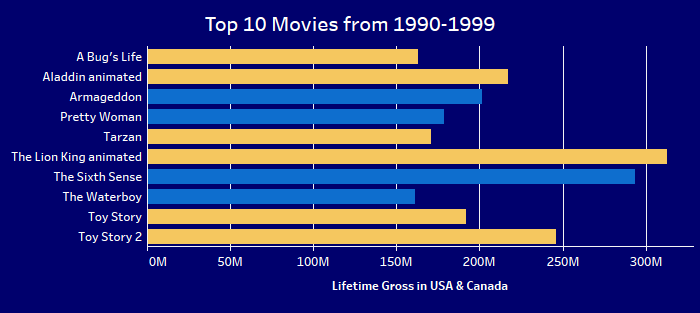 Top 10 Movies from 1990-1999
A Bug's Life
Aladdin animated
Armageddon
Pretty Woman
Tarzan
The Lion King animated
The Sixth Sense
The Waterboy
Toy Story
Toy Story 2
0M 50M 100M 150M 200M 250M 300M
Lifetime Gross in USA & Canada